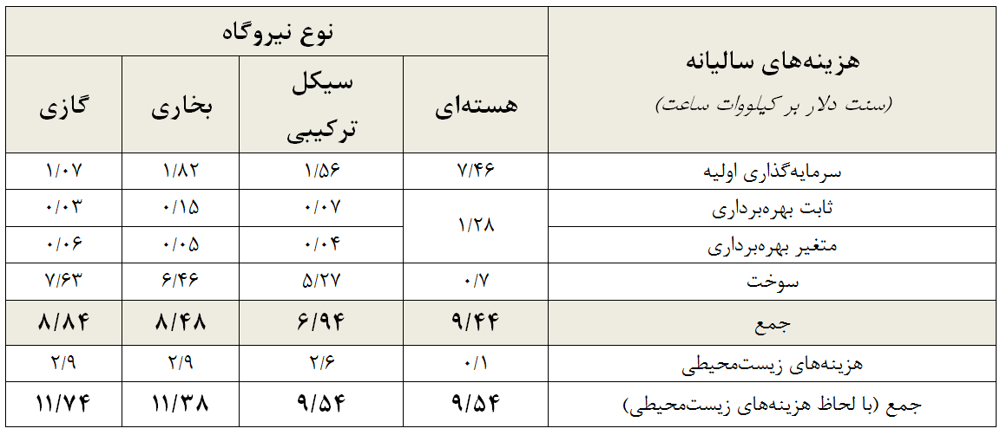 هزینه‌های سالیانه
(سنت دلار بر کیلووات ساعت)
نوع نیروگاه
هسته‌ای
سیکل
ترکیبی
بخاری
گازی
سرمایه‌گذاری اولیه ۷/۴۶ ۱/۵۶ ۱/۸۲ ۱/۰۷
ثابت بهره‌برداری ۱/۲۸ ۰/۰۷ ۰/۱۵ ۰/۰۳
متغیر بهره‌برداری ۰/۰۴ ۰/۰۵ ۰/۰۶
سوخت ۰/۷ ۵/۲۷ ۶/۴۶ ۷/۶۳
جمع ۹/۴۴ ۶/۹۴ ۸/۴۸ ۸/۸۴
هزینه‌های زیست‌محیطی ۰/۱ ۲/۶ ۲/۹ ۲/۹
جمع (با لحاظ هزینه‌های زیست‌محیطی) ۹/۵۴ ۹/۵۴ ۱۱/۳۸ ۱۱/۷۴